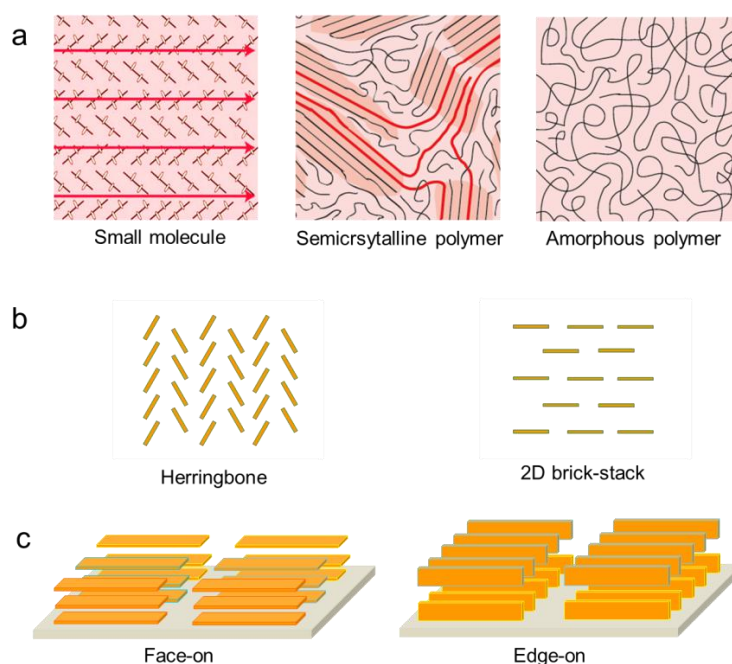 a
Small molecule
Semicrsytalline polymer
Amorphous polymer
b
Herringbone
2D brick-stack
c
Face-on
Edge-on